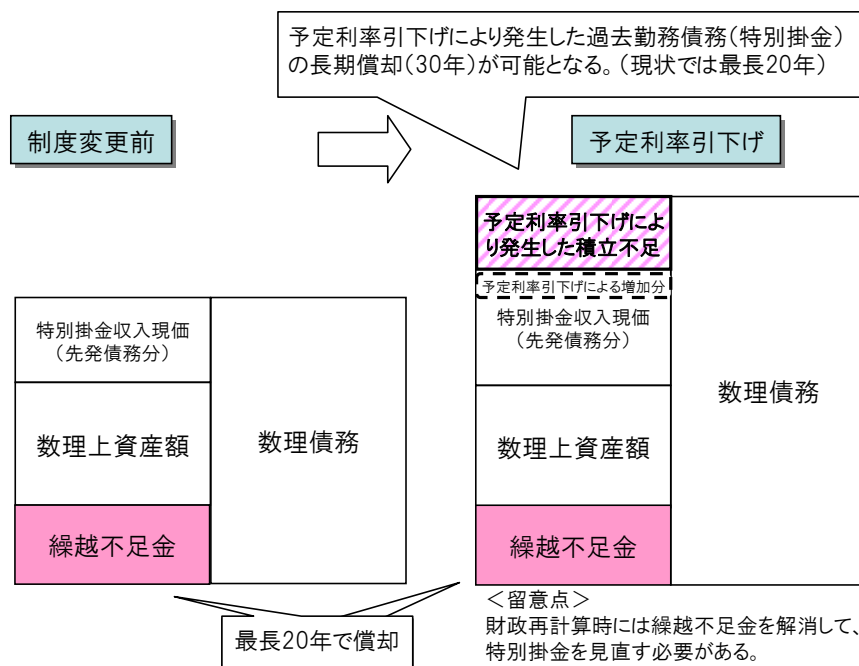 予定利率引下げにより発生した過去勤務債務(特別掛金)
の長期償却(30年)が可能となる。(現状では最長20年)
制度変更前
予定利率引下げ
予定利率引下げによ
り発生した積立不足
予定利率引下げによる増加分
特別掛金収入現価
(先発債務分)
特別掛金収入現価
(先発債務分)
数理債務
数理上資産額
数理債務
数理上資産額
繰越不足金
繰越不足金
最長20年で償却
<留意点>
財政再計算時には繰越不足金を解消して、
特別掛金を見直す必要がある。